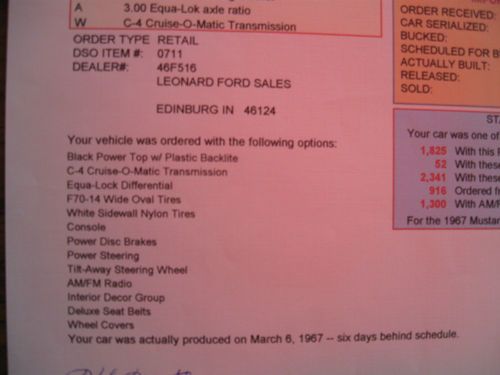 A 3.00 Equa-Lok axle ratio
W C-4 Cruise-O-Matic Transmission
ORDER TYPE RETAIL
DSO ITEM #: 0711
DEALER#: 46F516
LEONARD FORD SALES
EDINBURG IN 46124
Your vehicle was ordered with the following options:
Black Power Top w/ Plastic Backlite
C-4 Cruise-O-Matic Transmission
Equa-Lock Differential
F70-14 Wide Oval Tires
White Sidewall Nylon Tires
Console
Power Disc Brakes
Power Steering
Tilt-Away Steering Wheel
AM/FM Radio
Interior Decor Group
Deluxe Seat Belts
Wheel Covers
Your car was actually produced on March 6, 1967 -- six days behind schedule.
ORDER RECEIVED:
CAR SERIALIZED:
BUCKED:
SCHEDULED FOR B
ACTUALLY BUILT:
RELEASED:
SOLD:
ST
Your car was one of
1,825 With this
52 With these
2,341 With these
916 Ordered f
1,300 With AM/F
For the 1967 Mustan